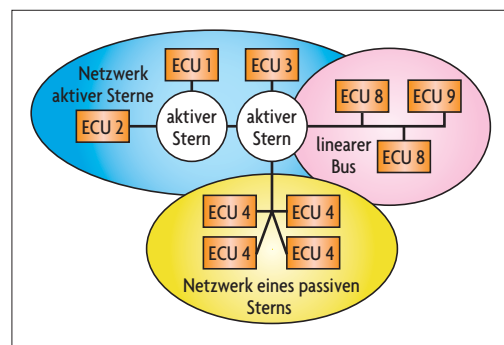 Netzwerk
aktiver Sterne
ECU 1
ECU 3
ECU 2
aktiver
Stern
aktiver
Stern
ECU 8
ECU 9
linearer
Bus
ECU 8
ECU 4
ECU 4
ECU 4
ECU 4
Netzwerk eines passiven
Sterns